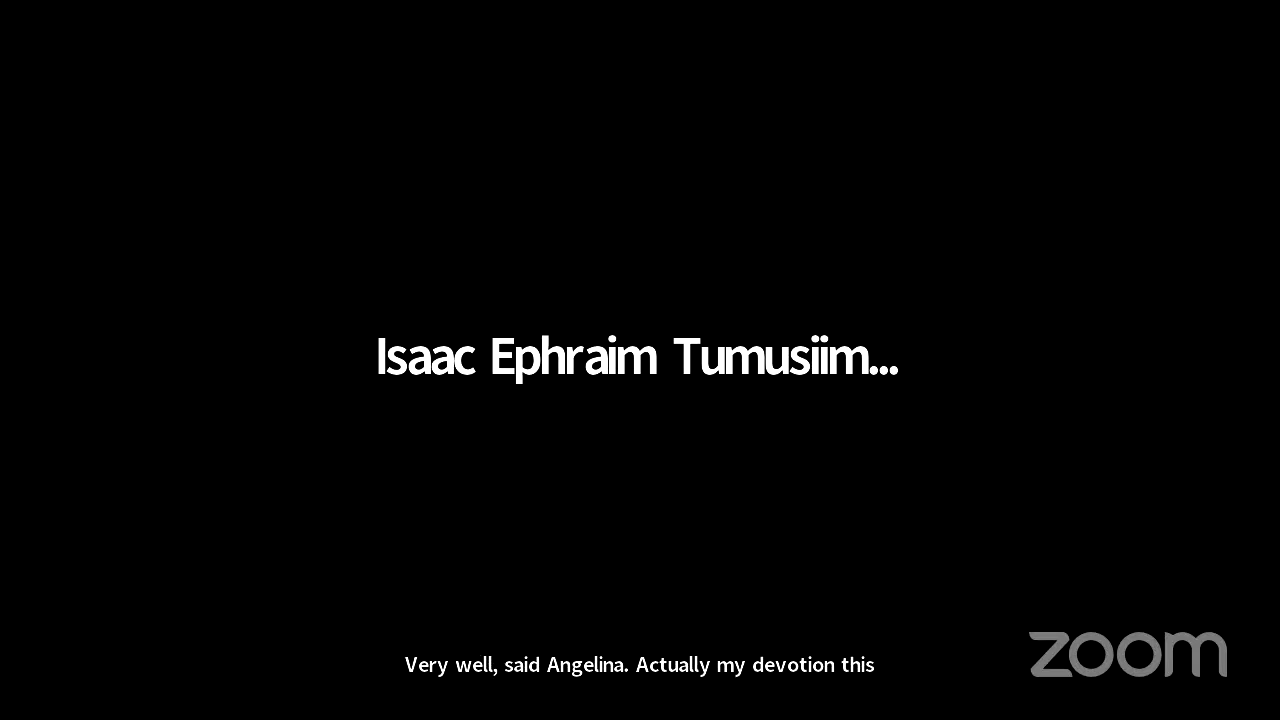 Isaac Ephraim Tumusiim...
Very well, said Angelina. Actually my devotion this
zoom